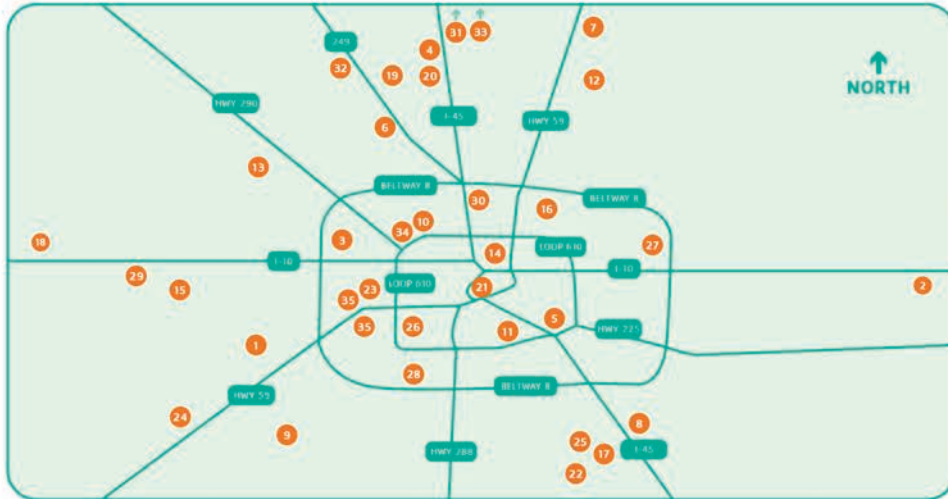 31
33
7
249
4
32
19
20
12
NORTH
HWY 290
I-45
HWY 59
6
13
BELTWAY 8
BELTWAY 8
30
16
10
34
18
3
LOOP 610
27
14
I-10
I-10
29
15
LOOP 610
23
21
2
35
35
26
11
5
HWY 225
1
28
BELTWAY 8
HWY 59
24
9
8
25
17
I-45
HWY 288
22